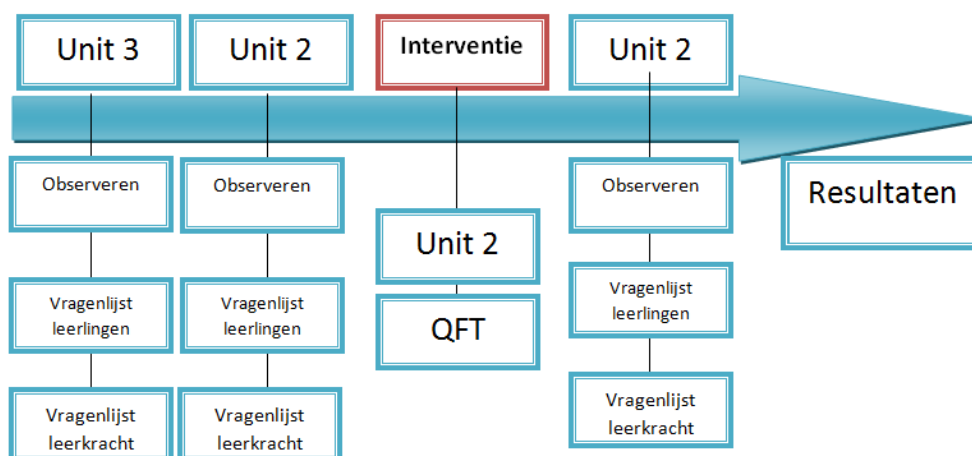 Unit 3
Unit 2
Interventie
Unit 2
Observeren
Observeren
Observeren
Resultaten
Unit 2
Vragenlijst
leerlingen
Vragenlijst
leerlingen
QFT
Vragenlijst
leerlingen
Vragenlijst
leerkracht
Vragenlijst
leerkracht
Vragenlijst
leerkracht